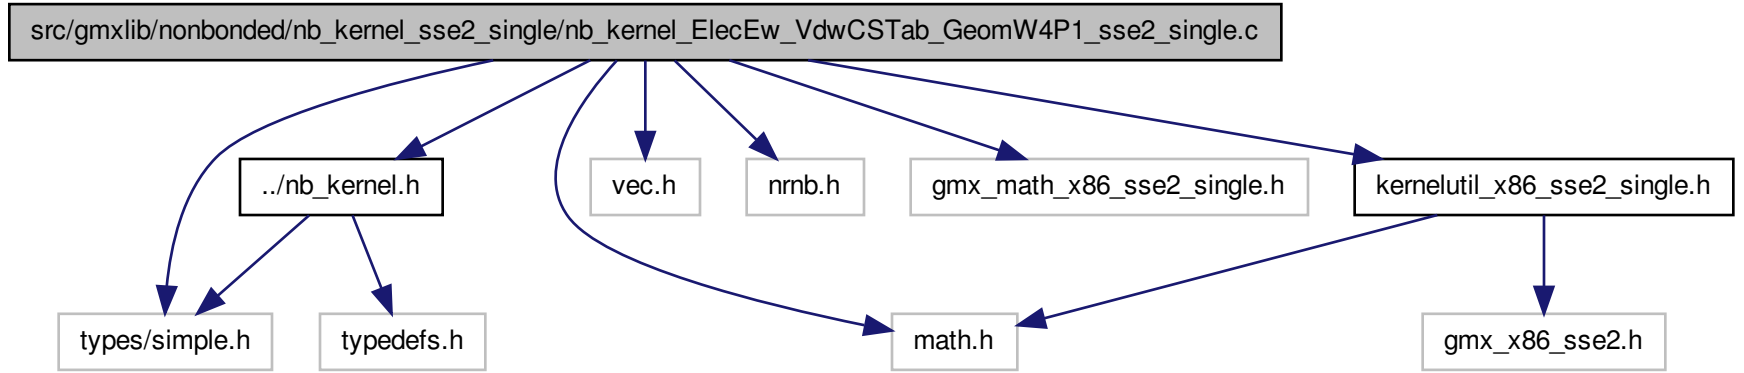 src/gmxlib/nonbonded/nb_kernel_sse2_single/nb_kernel_ElecEw_VdwCSTab_GeomW4P1_sse2_single.c
../nb_kernel.h
vec.h
nrnb.h
gmx_math_x86_sse2_single.h
kernelutil_x86_sse2_single.h
types/simple.h
typedefs.h
math.h
gmx_x86_sse2.h